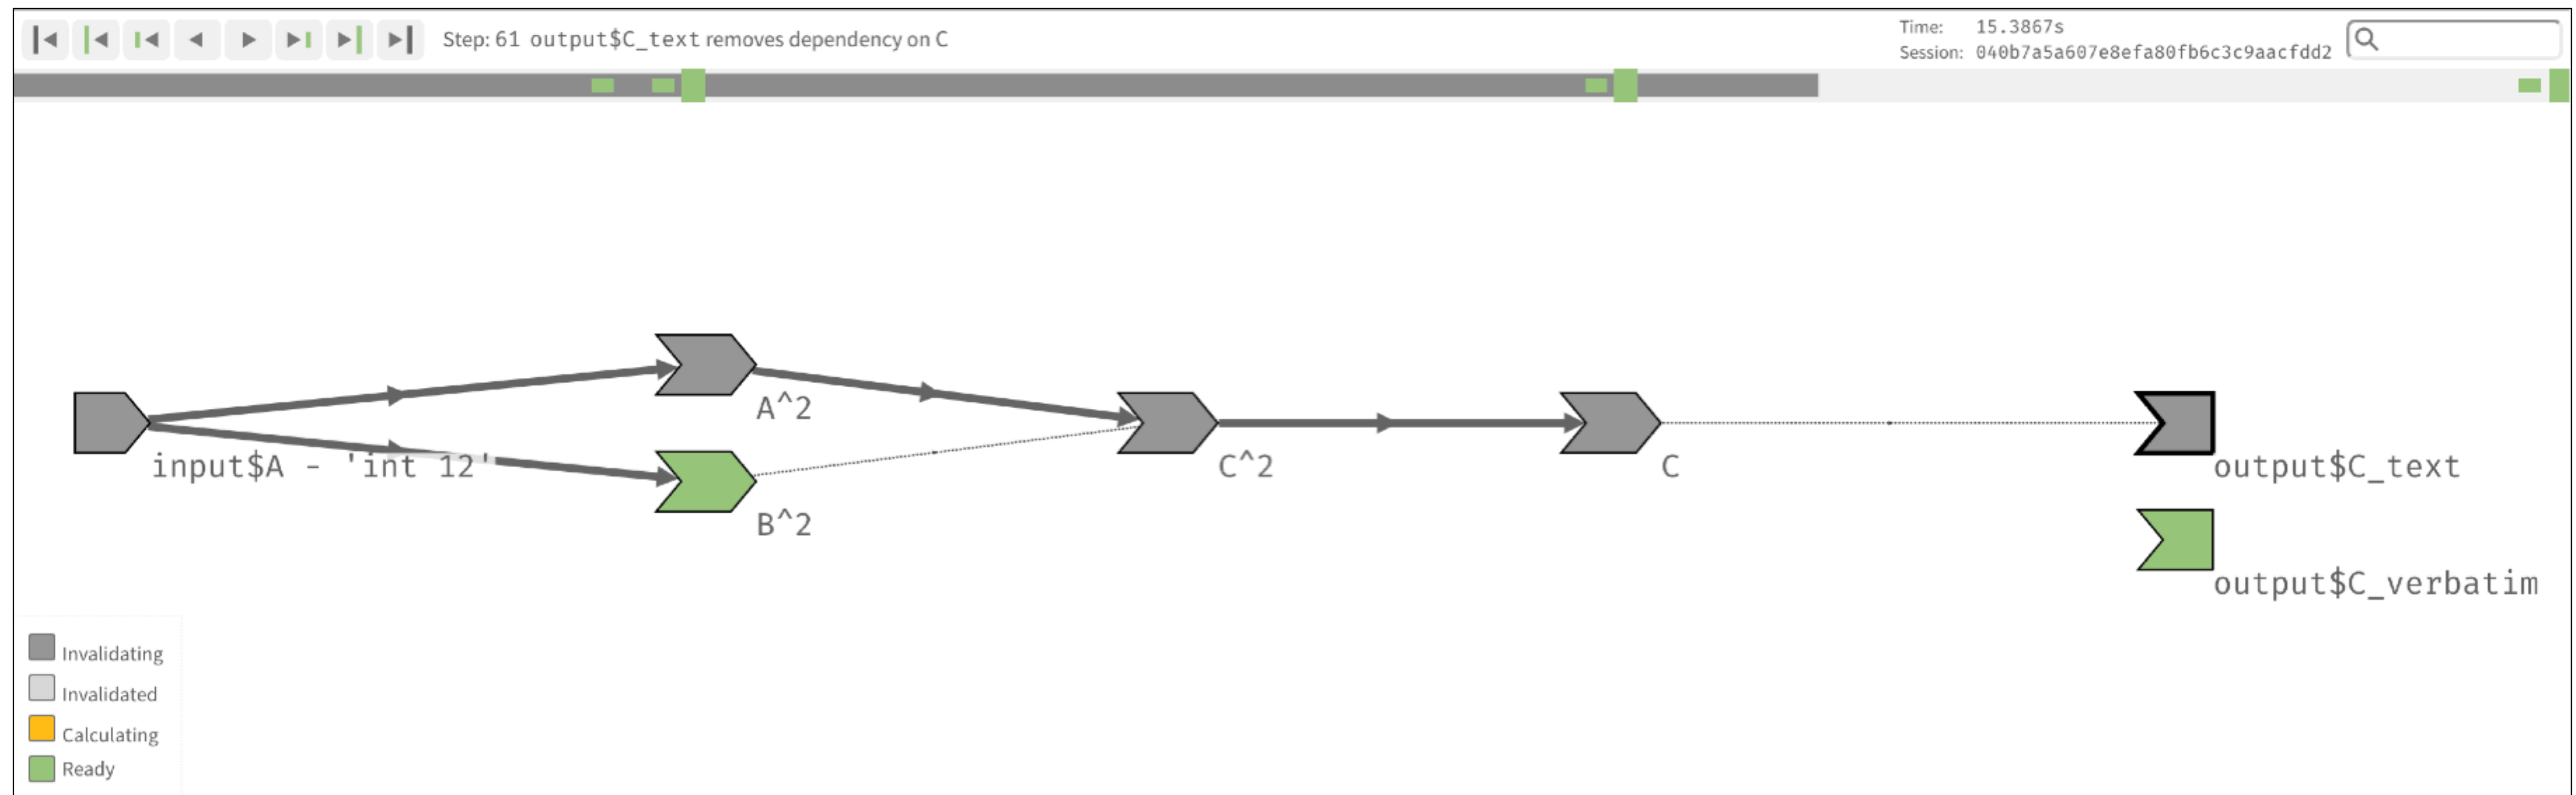 Step: 61 output$C_text removes dependency on C
Time: 15.3867s
Session: 040b7a5a607e8efa80fb6c3c9aacfdd2
A^2
input$A - 'int 12'
C^2
C
output$C_text
B^2
output$C_verbatim
Invalidating
Invalidated
Calculating
Ready